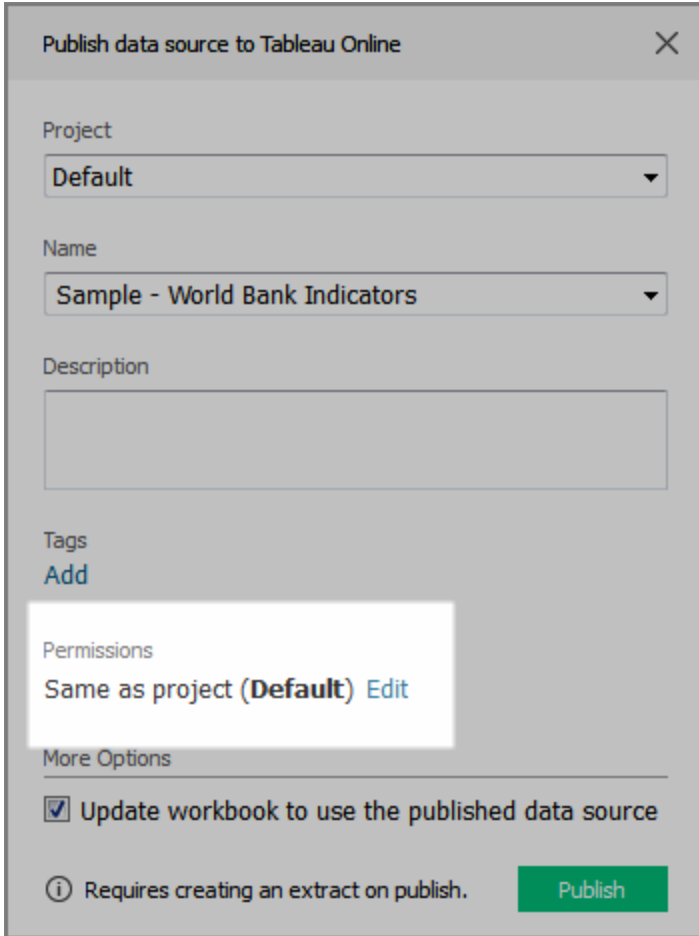 Publish data source to Tableau Online
Project
Default
Name
Sample - World Bank Indicators
Description
Tags
Add
Permissions
Same as project (Default) Edit
More Options
Update workbook to use the published data source
Requires creating an extract on publish.
Publish